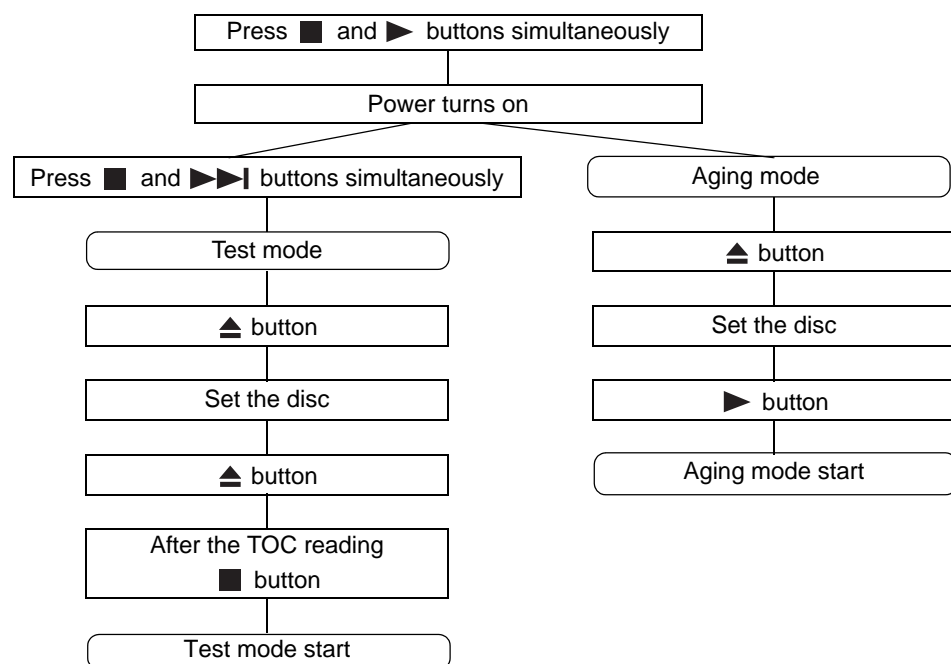 Press ■ and ▶ buttons simultaneously
Power turns on
Press ■ and ▶▶I buttons simultaneously
Test mode
⏏ button
Set the disc
⏏ button
After the TOC reading
■ button
Test mode start
Aging mode
⏏ button
Set the disc
▶ button
Aging mode start